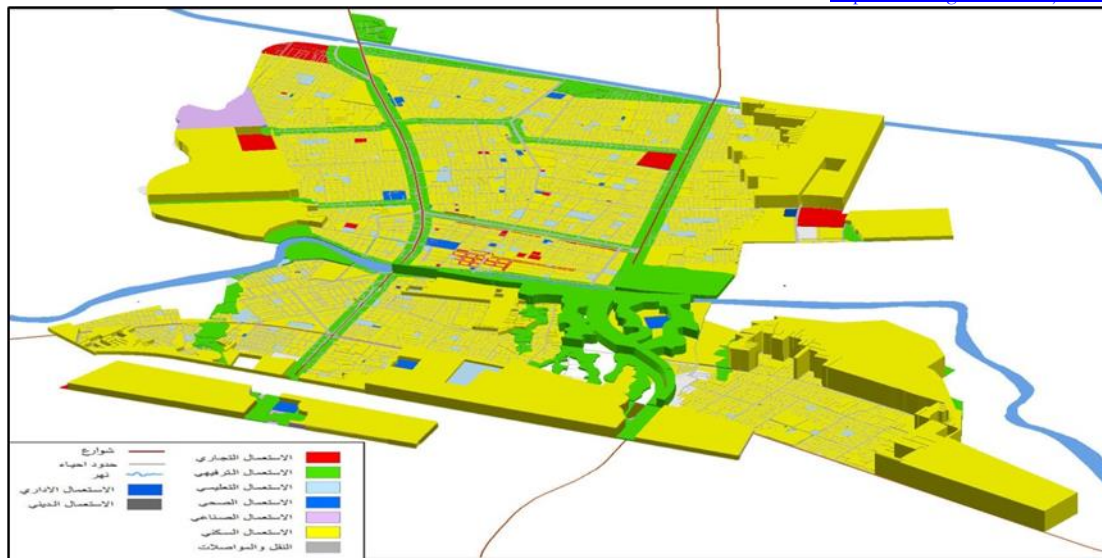 شوارع
حدود احياء
نهر
الاستعمال الاداري
الاستعمال الديني
الاستعمال التجاري
الاستعمال الترفيهي
الاستعمال التعليمي
الاستعمال الصحي
الاستعمال الصناعي
الاستعمال السكني
النقل والمواصلات